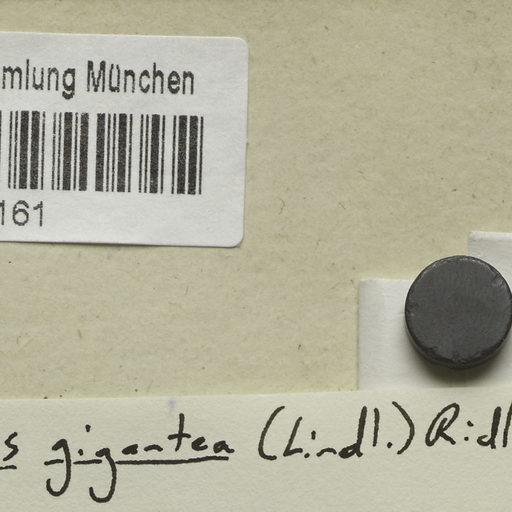 mlung München
161
s gigantea (Lindl.) Ridl